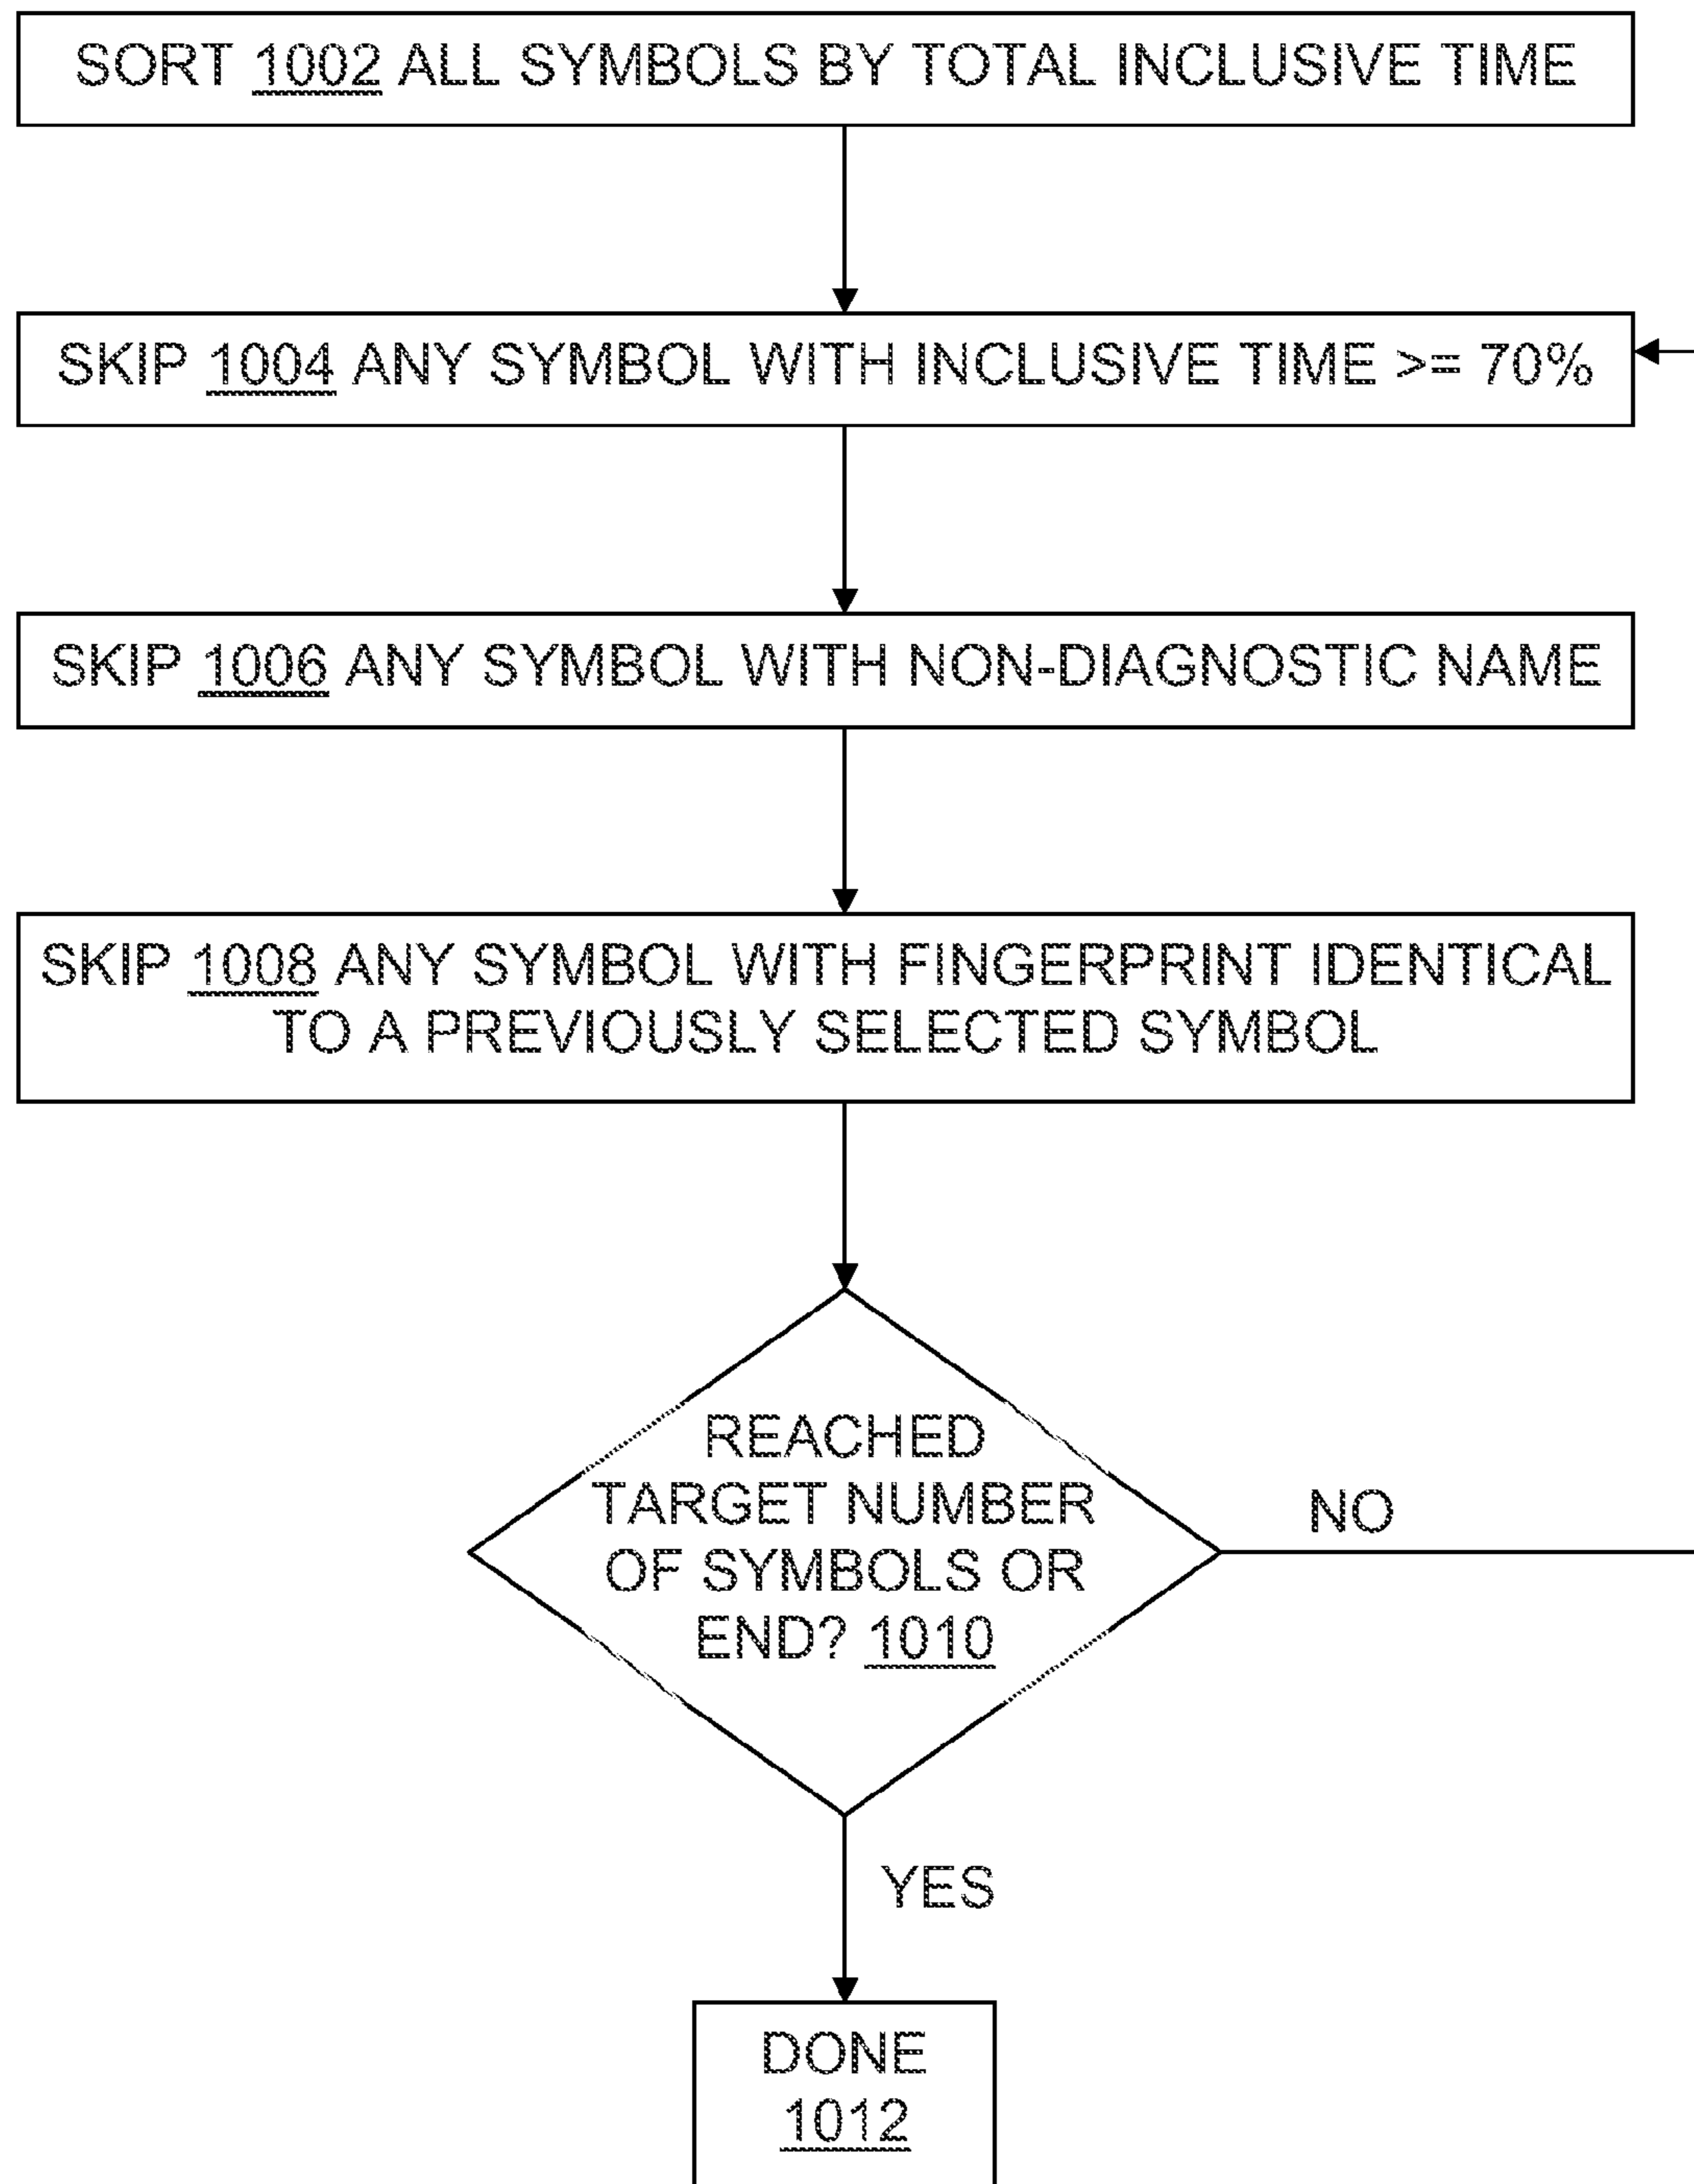 SORT 1002 ALL SYMBOLS BY TOTAL INCLUSIVE TIME
SKIP 1004 ANY SYMBOL WITH INCLUSIVE TIME >= 70%
SKIP 1006 ANY SYMBOL WITH NON-DIAGNOSTIC NAME
SKIP 1008 ANY SYMBOL WITH FINGERPRINT IDENTICAL
TO A PREVIOUSLY SELECTED SYMBOL
REACHED
TARGET NUMBER
OF SYMBOLS OR
END? 1010
NO
YES
DONE
1012